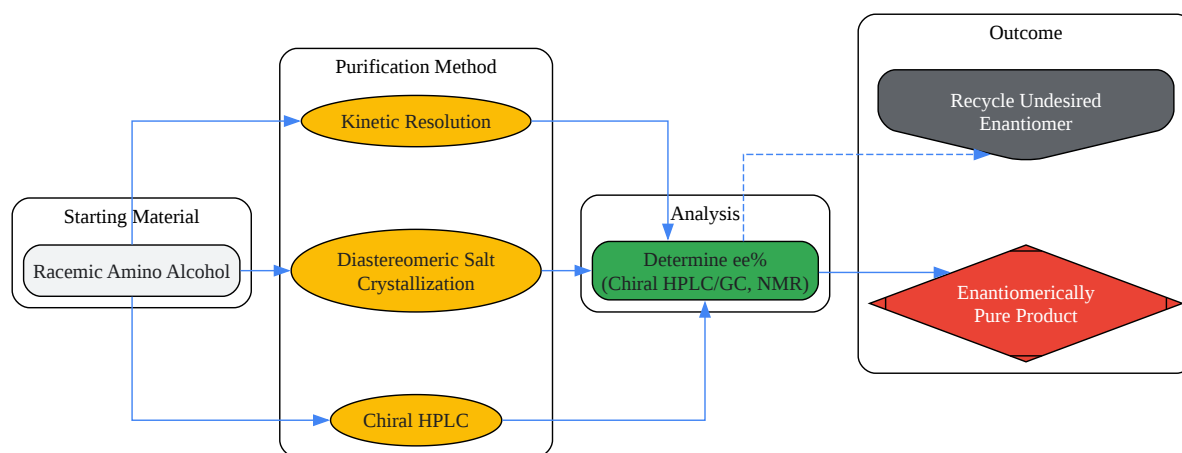 Starting Material
Racemic Amino Alcohol
Purification Method
Kinetic Resolution
Diastereomeric Salt
Crystallization
Chiral HPLC
Analysis
Determine ee%
(Chiral HPLC/GC, NMR)
Outcome
Recycle Undesired
Enantiomer
Enantiomerically
Pure Product